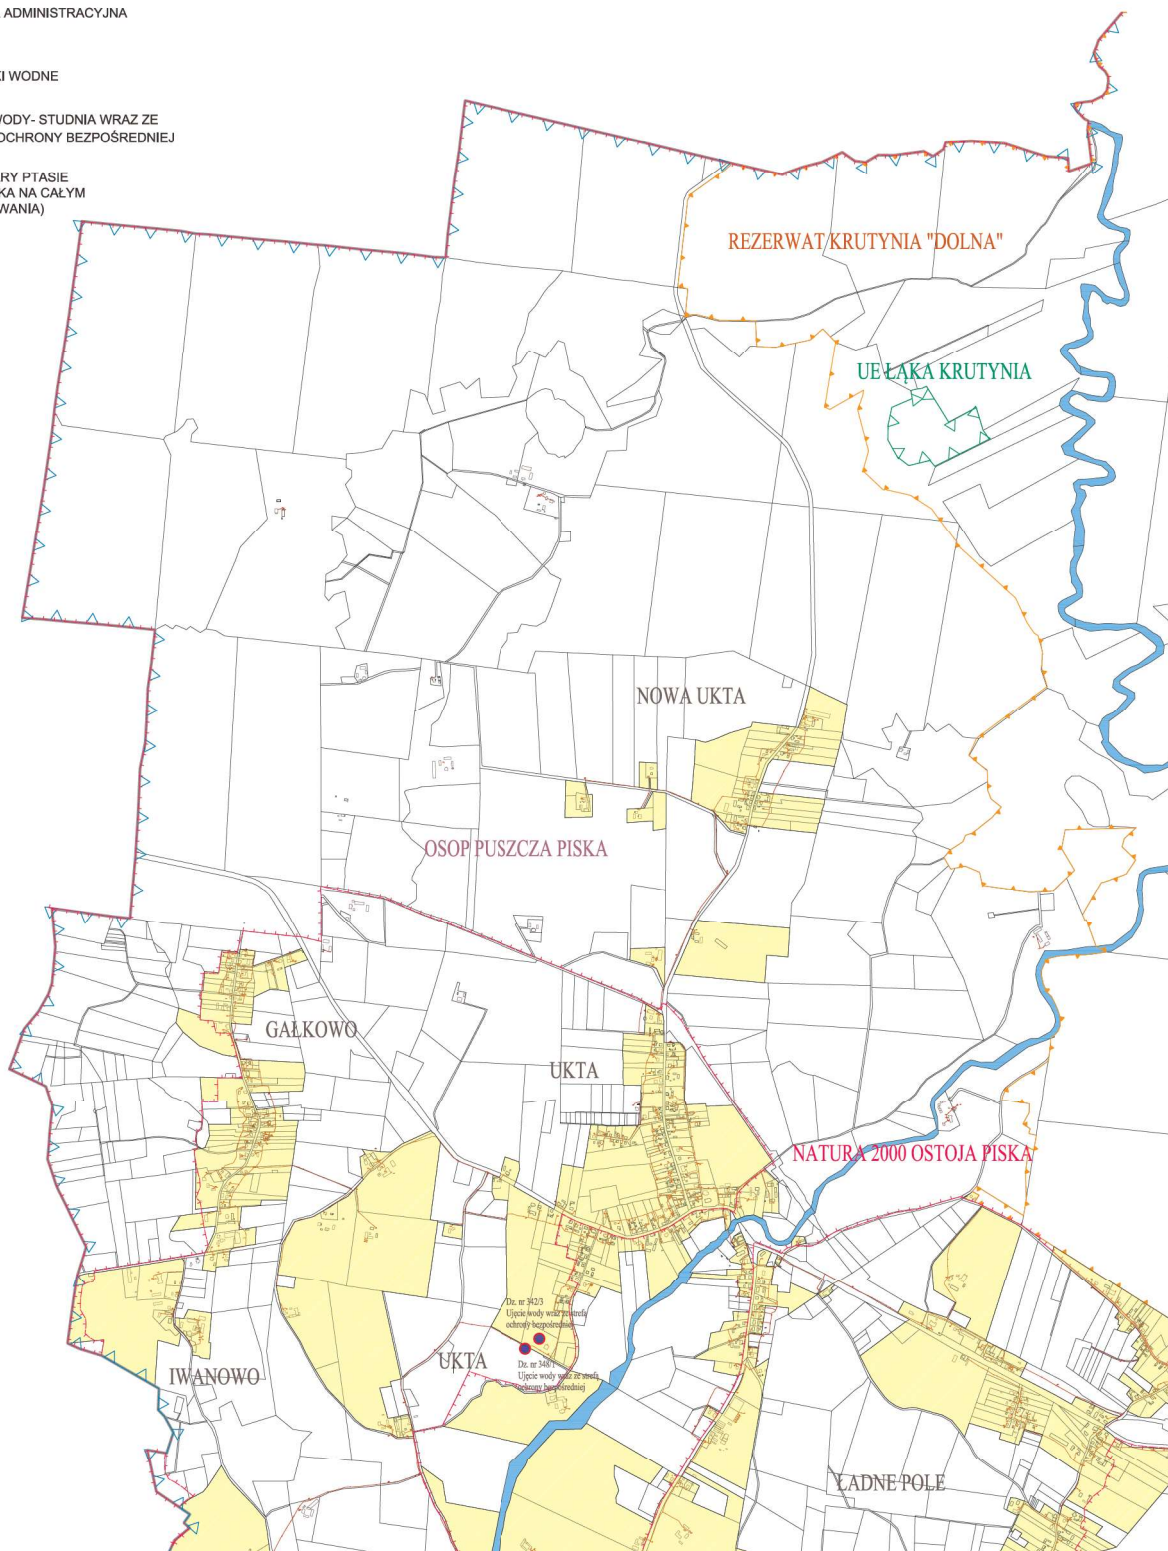 ADMINISTRACYJNA
KI WODNE
WODY- STUDNIA WRAZ ZE
OCHRONY BEZPOŚREDNIEJ
RY PTASIE
KA NA CAŁYM
WANIA)
REZERWAT KRUTYNIA "DOLNA"
UE ŁĄKA KRUTYNIA
NOWA UKTA
OSOP PUSZCZA PISKA
GAŁKOWO
UKTA
NATURA 2000 OSTOJA PISKA
Dz. nr 342/3
Ujęcie wody wraz ze strefą
ochrony bezpośredniej
UKTA
Dz. nr 348/1
Ujęcie wody wraz ze strefą
ochrony bezpośredniej
IWANOWO
ŁADNE POLE